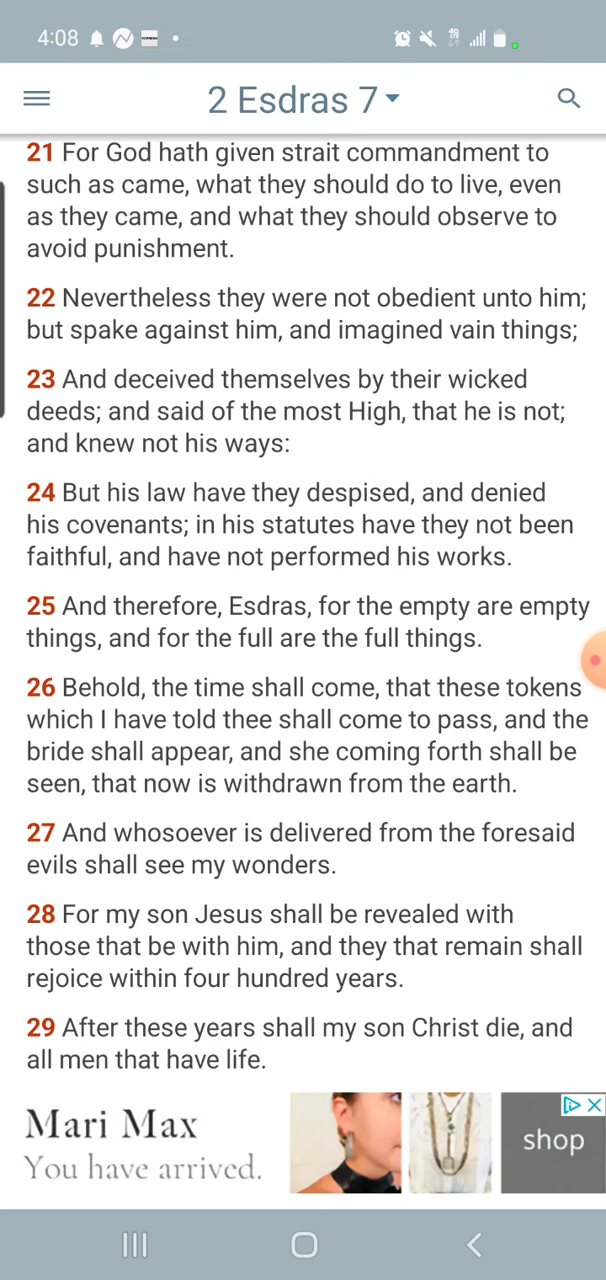 4:08
2 Esdras 7
21 For God hath given strait commandment to
such as came, what they should do to live, even
as they came, and what they should observe to
avoid punishment.
22 Nevertheless they were not obedient unto him;
but spake against him, and imagined vain things;
23 And deceived themselves by their wicked
deeds; and said of the most High, that he is not;
and knew not his ways:
24 But his law have they despised, and denied
his covenants; in his statutes have they not been
faithful, and have not performed his works.
25 And therefore, Esdras, for the empty are empty
things, and for the full are the full things.
26 Behold, the time shall come, that these tokens
which I have told thee shall come to pass, and the
bride shall appear, and she coming forth shall be
seen, that now is withdrawn from the earth.
27 And whosoever is delivered from the foresaid
evils shall see my wonders.
28 For my son Jesus shall be revealed with
those that be with him, and they that remain shall
rejoice within four hundred years.
29 After these years shall my son Christ die, and
all men that have life.
Mari Max
You have arrived.
shop